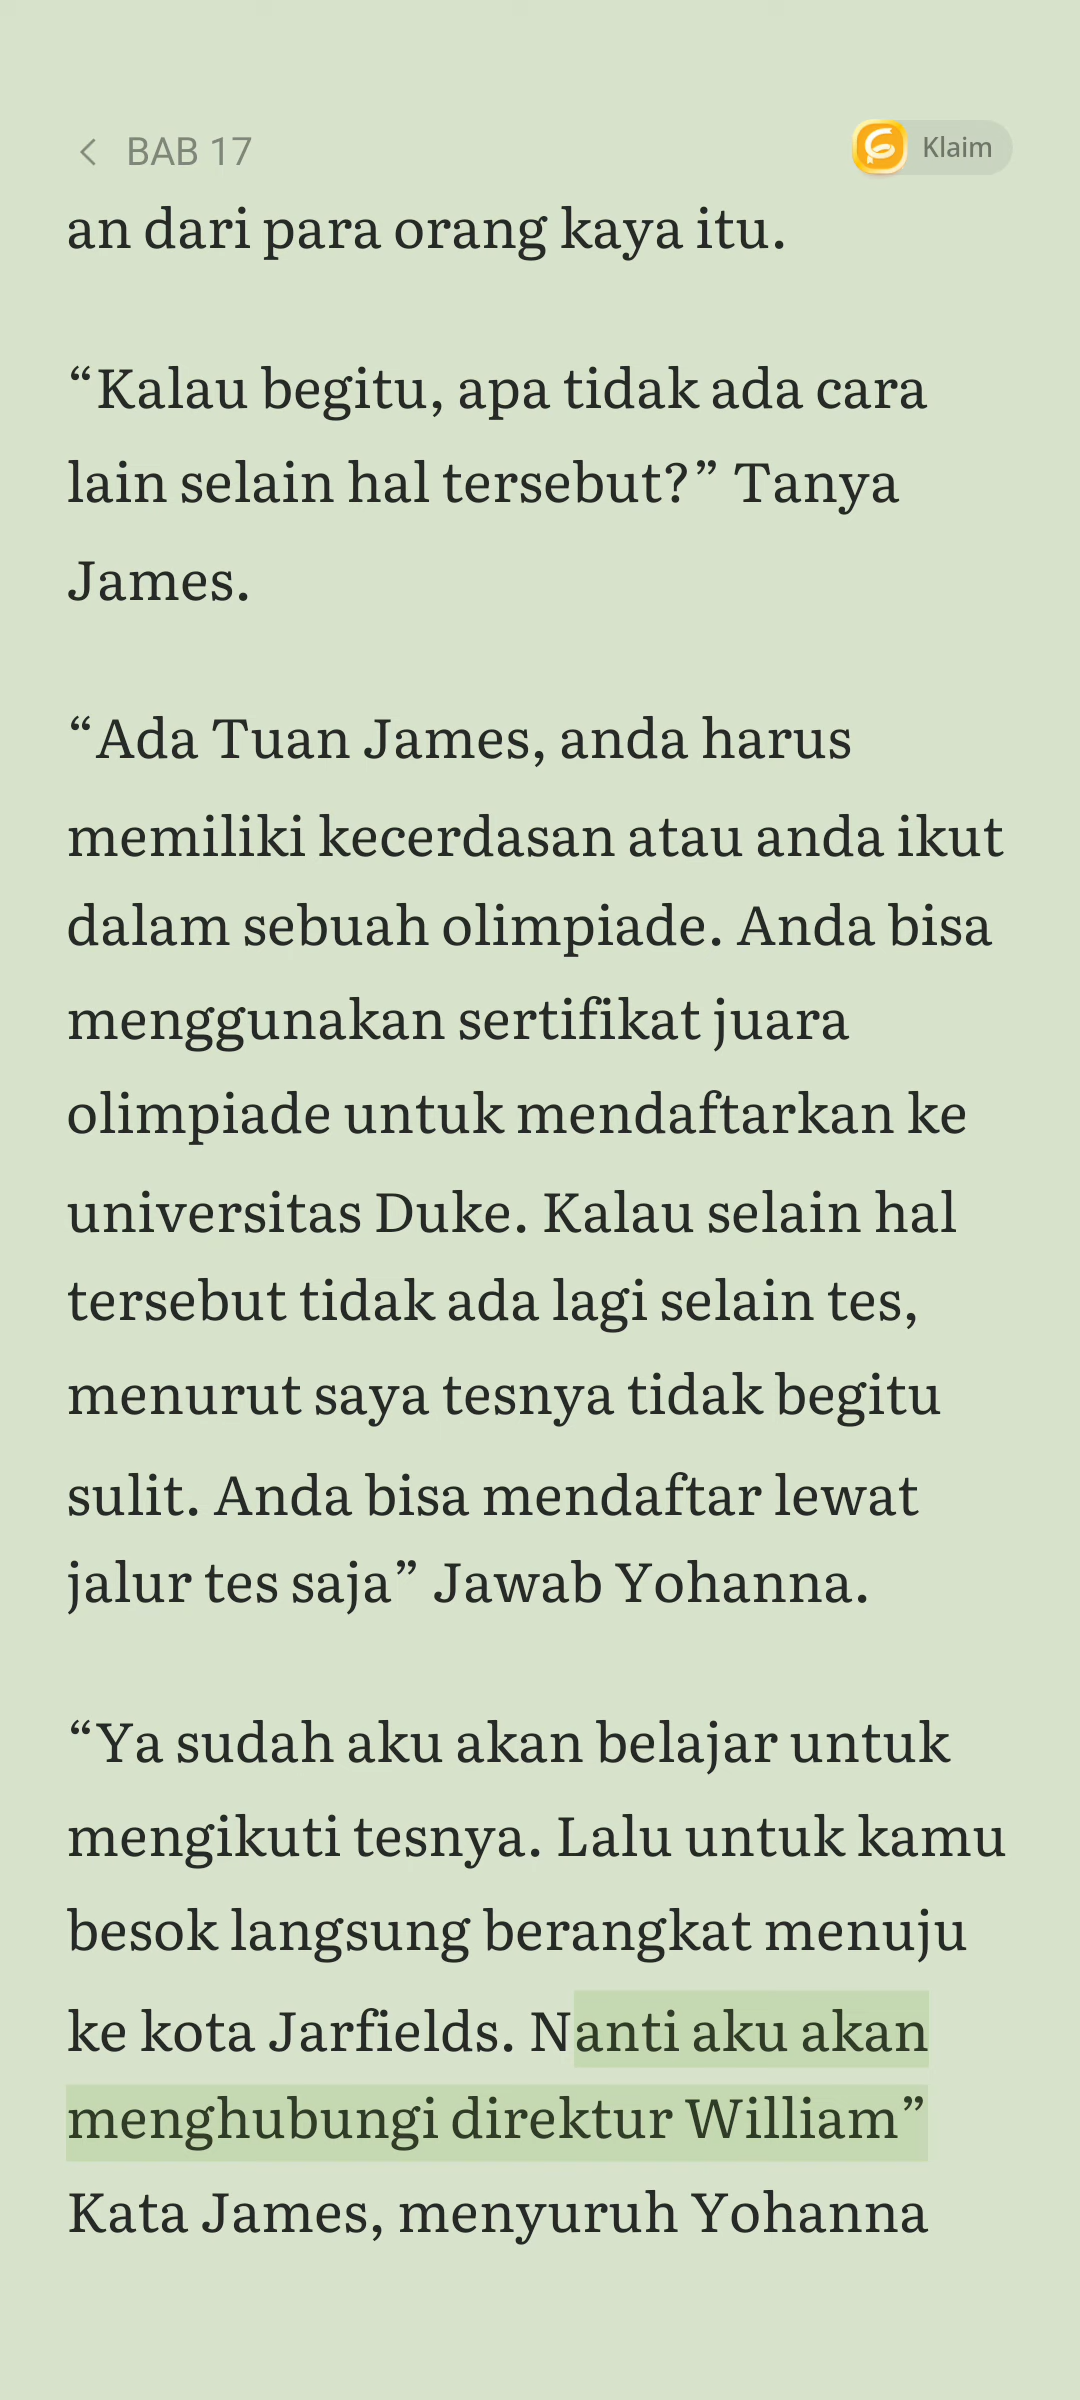 BAB 17
Klaim
an dari para orang kaya itu.
“Kalau begitu, apa tidak ada cara
lain selain hal tersebut?” Tanya
James.
“Ada Tuan James, anda harus
memiliki kecerdasan atau anda ikut
dalam sebuah olimpiade. Anda bisa
menggunakan sertifikat juara
olimpiade untuk mendaftarkan ke
universitas Duke. Kalau selain hal
tersebut tidak ada lagi selain tes,
menurut saya tesnya tidak begitu
sulit. Anda bisa mendaftar lewat
jalur tes saja” Jawab Yohanna.
“Ya sudah aku akan belajar untuk
mengikuti tesnya. Lalu untuk kamu
besok langsung berangkat menuju
ke kota Jarfields. Nanti aku akan
menghubungi direktur William”
Kata James, menyuruh Yohanna